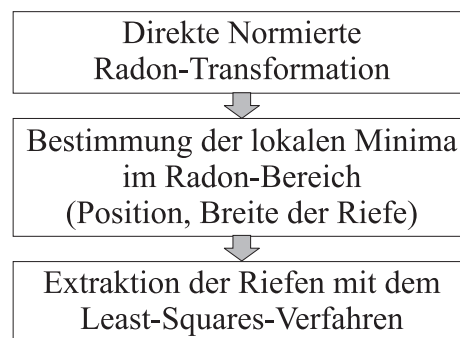 Direkte Normierte
Radon-Transformation
Bestimmung der lokalen Minima
im Radon-Bereich
(Position, Breite der Riefe)
Extraktion der Riefen mit dem
Least-Squares-Verfahren